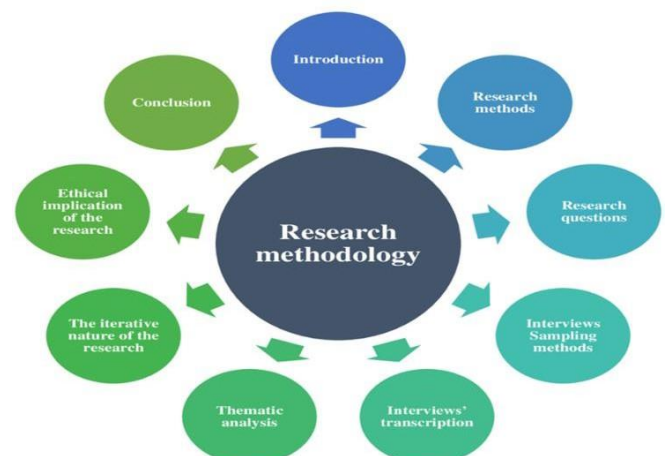 Introduction
Research
methods
Research
questions
Interviews
Sampling
methods
Interviews'
transcription
Thematic
analysis
The iterative
nature of the
research
Ethical
implication
of the
research
Conclusion
Research
methodology